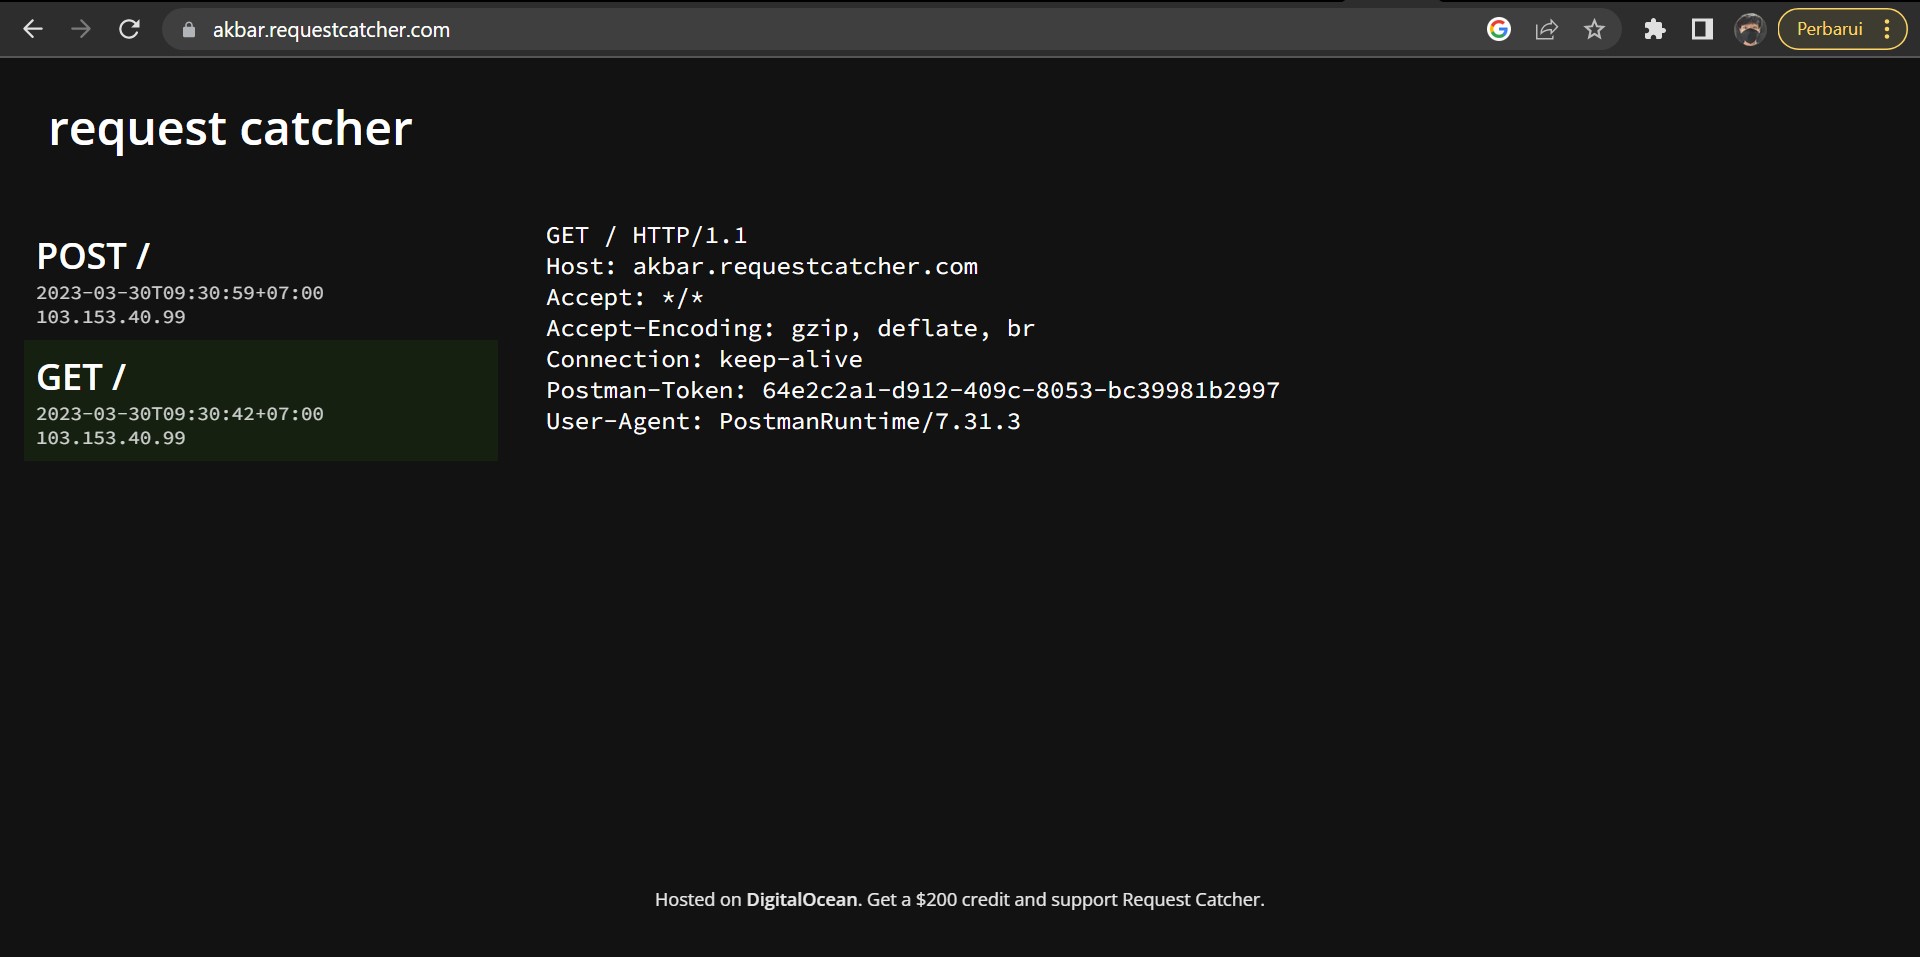 akbar.requestcatcher.com
Perbarui
request catcher
POST /
2023-03-30T09:30:59+07:00
103.153.40.99
GET /
2023-03-30T09:30:42+07:00
103.153.40.99
GET / HTTP/1.1
Host: akbar.requestcatcher.com
Accept: */*
Accept-Encoding: gzip, deflate, br
Connection: keep-alive
Postman-Token: 64e2c2a1-d912-409c-8053-bc39981b2997
User-Agent: PostmanRuntime/7.31.3
Hosted on DigitalOcean. Get a $200 credit and support Request Catcher.